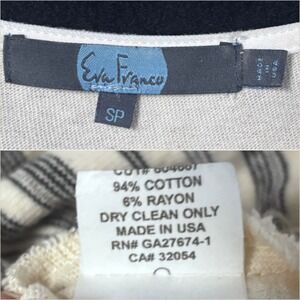 Eva Franco
SP
MADE
IN
USA
94% COTTON
6% RAYON
DRY CLEAN ONLY
MADE IN USA
RN# GA27674-1
CA# 32054